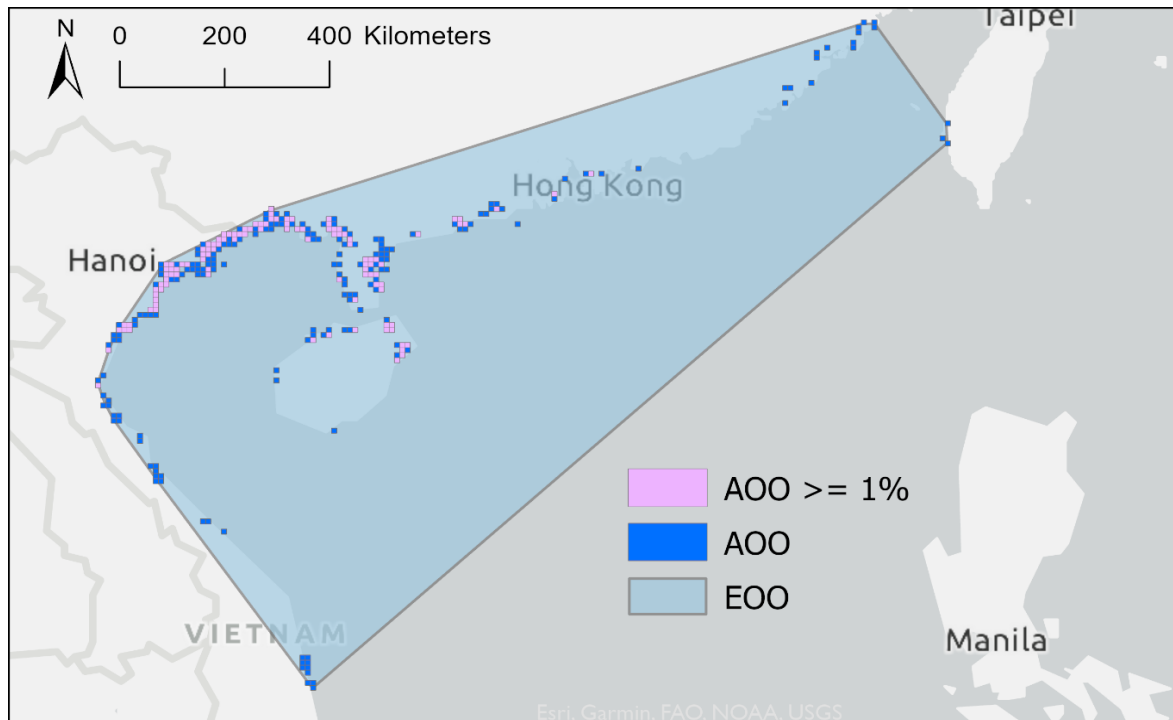 Taipei
N
0 200 400 Kilometers
Hong Kong
Hanoi
AOO >= 1%
AOO
EOO
VIETNAM
Manila
Esri, Garmin, FAO, NOAA, USGS